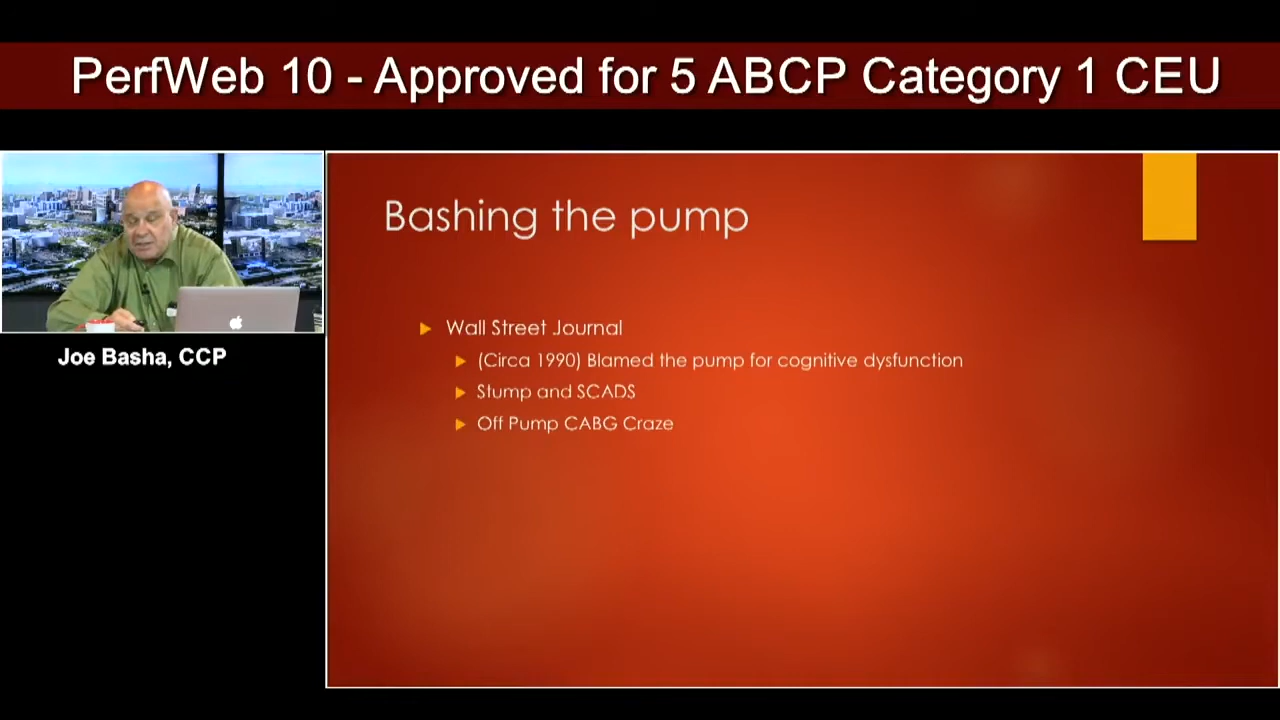 PerfWeb 10 - Approved for 5 ABCP Category 1 CEU
Joe Basha, CCP
Bashing the pump
Wall Street Journal
(Circa 1990) Blamed the pump for cognitive dysfunction
Stump and SCADS
Off Pump CABG Craze